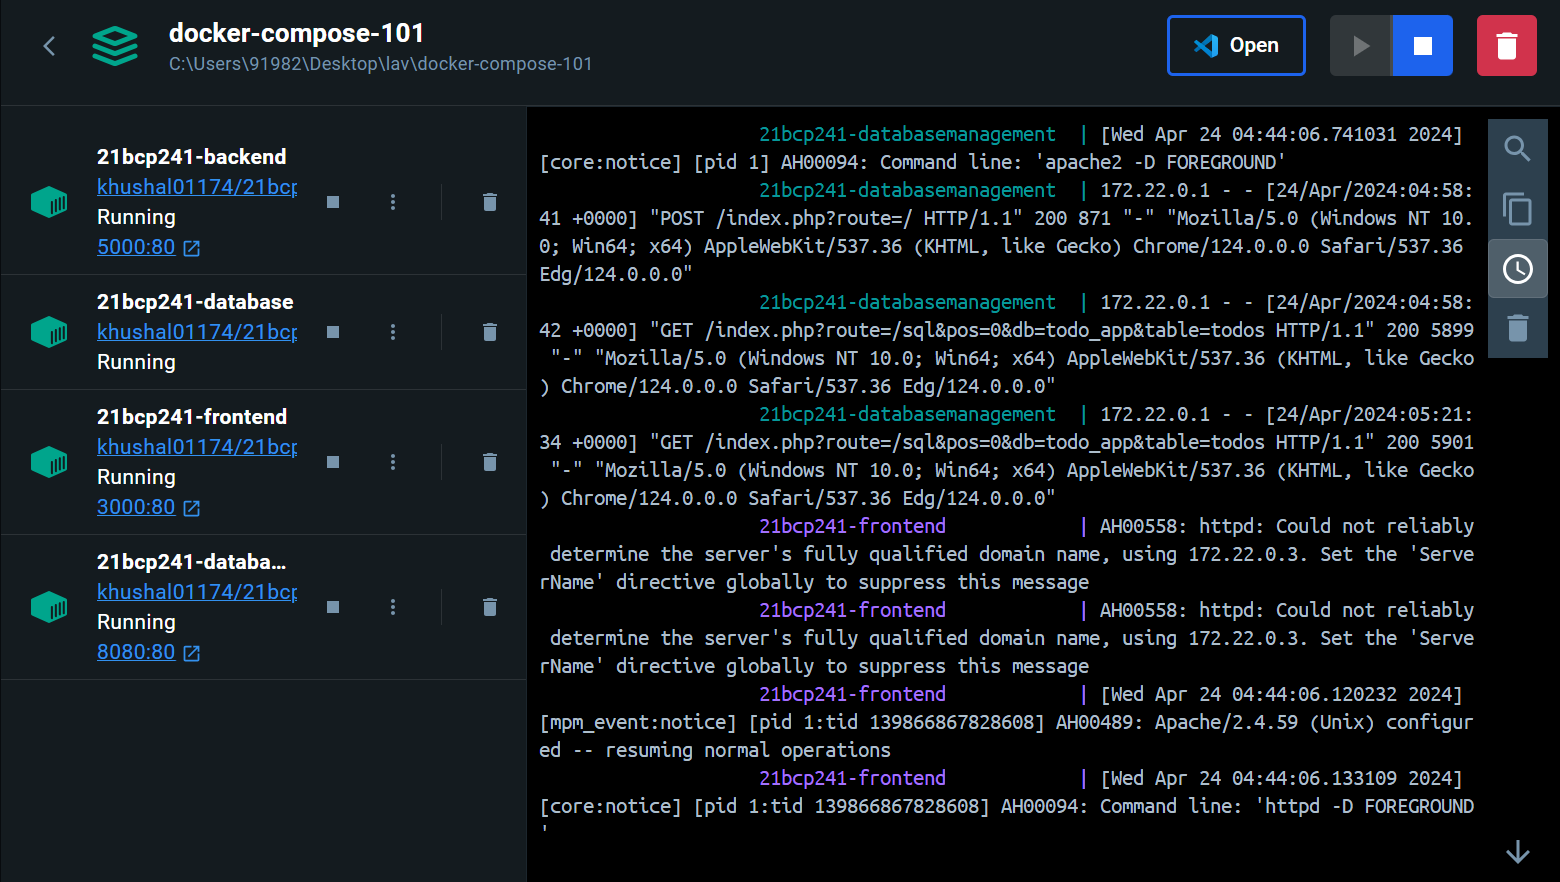 docker-compose-101
C:\Users\91982\Desktop\lav\docker-compose-101
Open
21bcp241-backend
khushal01174/21bcp
Running
5000:80
21bcp241-database
khushal01174/21bcp
Running
21bcp241-frontend
khushal01174/21bcp
Running
3000:80
21bcp241-databa...
khushal01174/21bcp
Running
8080:80
21bcp241-databasemanagement | [Wed Apr 24 04:44:06.741031 2024]
[core:notice] [pid 1] AH00094: Command line: 'apache2 -D FOREGROUND'
21bcp241-databasemanagement | 172.22.0.1 - - [24/Apr/2024:04:58:
41 +0000] "POST /index.php?route=/ HTTP/1.1" 200 871 "-" "Mozilla/5.0 (Windows NT 10.
0; Win64; x64) AppleWebKit/537.36 (KHTML, like Gecko) Chrome/124.0.0.0 Safari/537.36
Edg/124.0.0.0"
21bcp241-databasemanagement | 172.22.0.1 - - [24/Apr/2024:04:58:
42 +0000] "GET /index.php?route=/sql&pos=0&db=todo_app&table=todos HTTP/1.1" 200 5899
"-" "Mozilla/5.0 (Windows NT 10.0; Win64; x64) AppleWebKit/537.36 (KHTML, like Gecko
) Chrome/124.0.0.0 Safari/537.36 Edg/124.0.0.0"
21bcp241-databasemanagement | 172.22.0.1 - - [24/Apr/2024:05:21:
34 +0000] "GET /index.php?route=/sql&pos=0&db=todo_app&table=todos HTTP/1.1" 200 5901
"-" "Mozilla/5.0 (Windows NT 10.0; Win64; x64) AppleWebKit/537.36 (KHTML, like Gecko
) Chrome/124.0.0.0 Safari/537.36 Edg/124.0.0.0"
21bcp241-frontend | AH00558: httpd: Could not reliably
determine the server's fully qualified domain name, using 172.22.0.3. Set the 'Serve
rName' directive globally to suppress this message
21bcp241-frontend | AH00558: httpd: Could not reliably
determine the server's fully qualified domain name, using 172.22.0.3. Set the 'Serve
rName' directive globally to suppress this message
21bcp241-frontend | [Wed Apr 24 04:44:06.120232 2024]
[mpm_event:notice] [pid 1:tid 139866867828608] AH00489: Apache/2.4.59 (Unix) configur
ed -- resuming normal operations
21bcp241-frontend | [Wed Apr 24 04:44:06.133109 2024]
[core:notice] [pid 1:tid 139866867828608] AH00094: Command line: 'httpd -D FOREGROUND
'